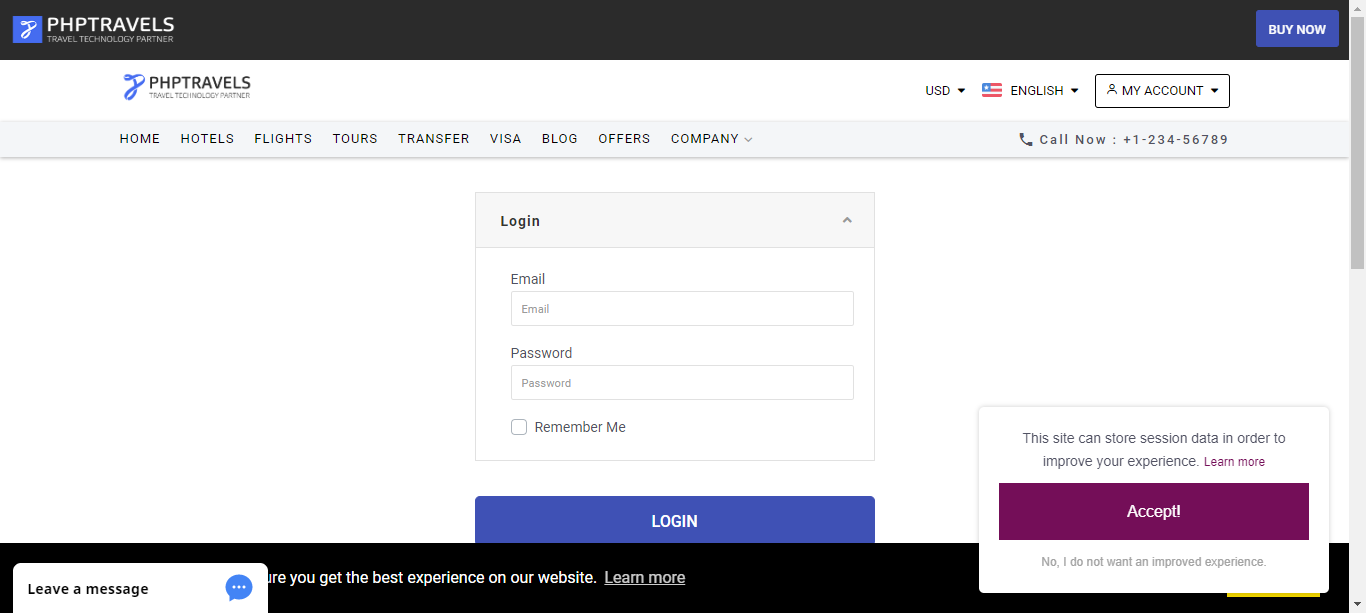 PHPTRAVELS
TRAVEL TECHNOLOGY PARTNER
BUY NOW
PHPTRAVELS
TRAVEL TECHNOLOGY PARTNER
USD
ENGLISH
MY ACCOUNT
HOME HOTELS FLIGHTS TOURS TRANSFER VISA BLOG OFFERS COMPANY
Call Now : +1-234-56789
Login
Email
Email
Password
Password
Remember Me
LOGIN
This site can store session data in order to
improve your experience. Learn more
Accept!
No, I do not want an improved experience.
you get the best experience on our website. Learn more
Leave a message